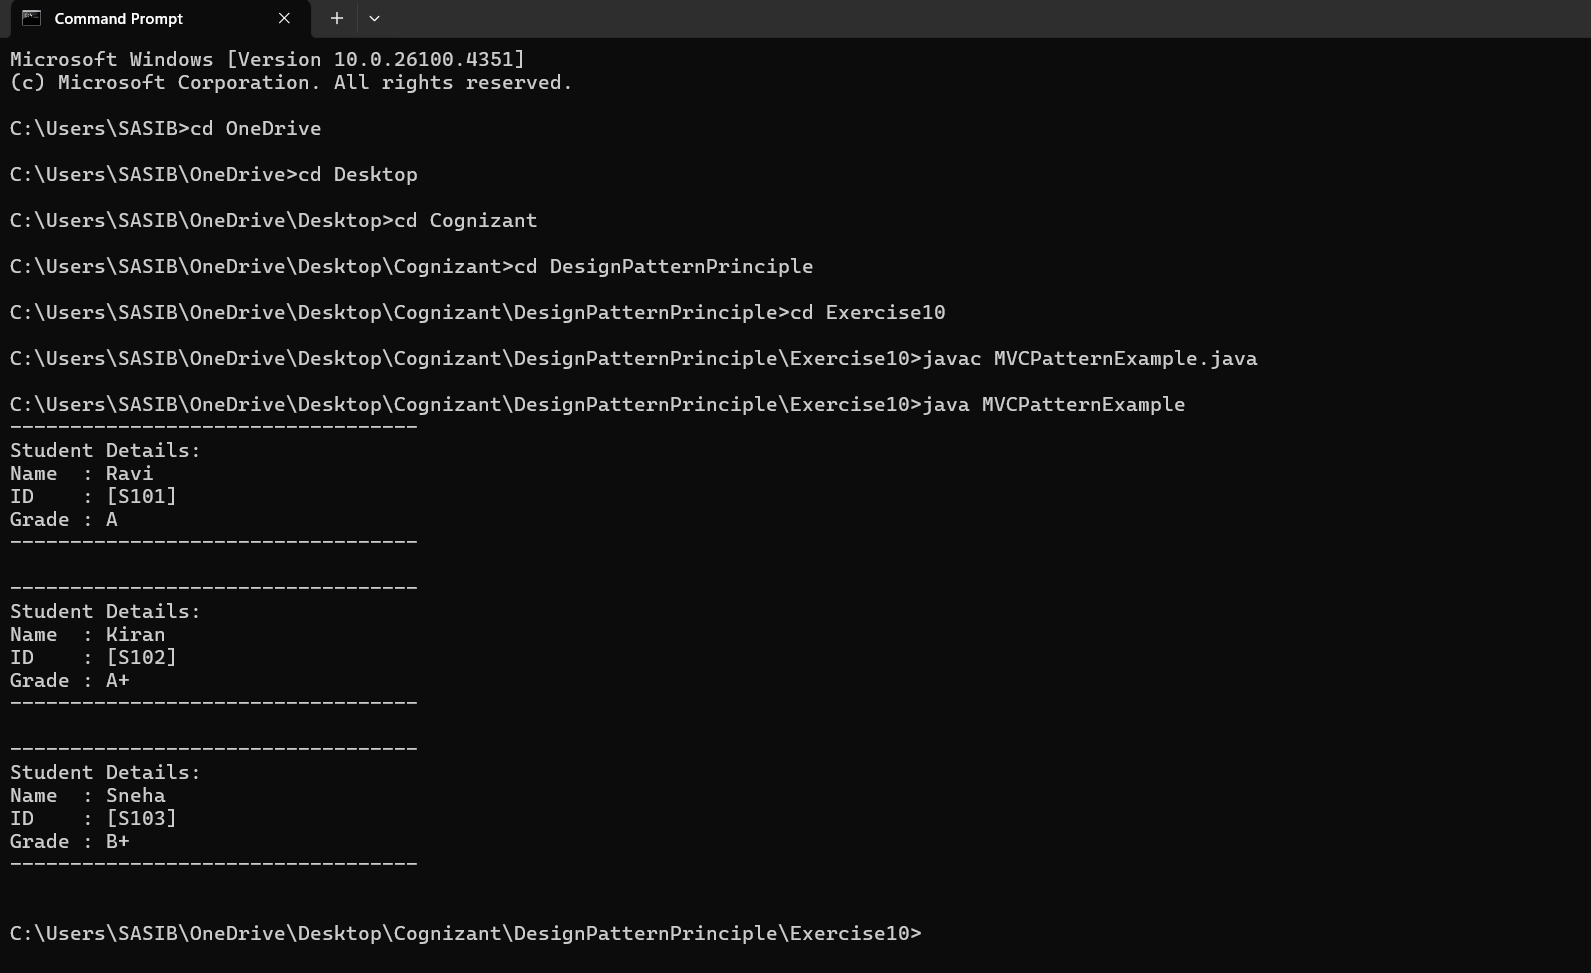 Command Prompt
Microsoft Windows [Version 10.0.26100.4351]
(c) Microsoft Corporation. All rights reserved.
C:\Users\SASIB>cd OneDrive
C:\Users\SASIB\OneDrive>cd Desktop
C:\Users\SASIB\OneDrive\Desktop>cd Cognizant
C:\Users\SASIB\OneDrive\Desktop\Cognizant>cd DesignPatternPrinciple
C:\Users\SASIB\OneDrive\Desktop\Cognizant\DesignPatternPrinciple>cd Exercise10
C:\Users\SASIB\OneDrive\Desktop\Cognizant\DesignPatternPrinciple\Exercise10>javac MVCPatternExample.java
C:\Users\SASIB\OneDrive\Desktop\Cognizant\DesignPatternPrinciple\Exercise10>java MVCPatternExample
----------------------------------
Student Details:
Name  : Ravi
ID    : [S101]
Grade : A
----------------------------------
----------------------------------
Student Details:
Name  : Kiran
ID    : [S102]
Grade : A+
----------------------------------
----------------------------------
Student Details:
Name  : Sneha
ID    : [S103]
Grade : B+
----------------------------------
C:\Users\SASIB\OneDrive\Desktop\Cognizant\DesignPatternPrinciple\Exercise10>